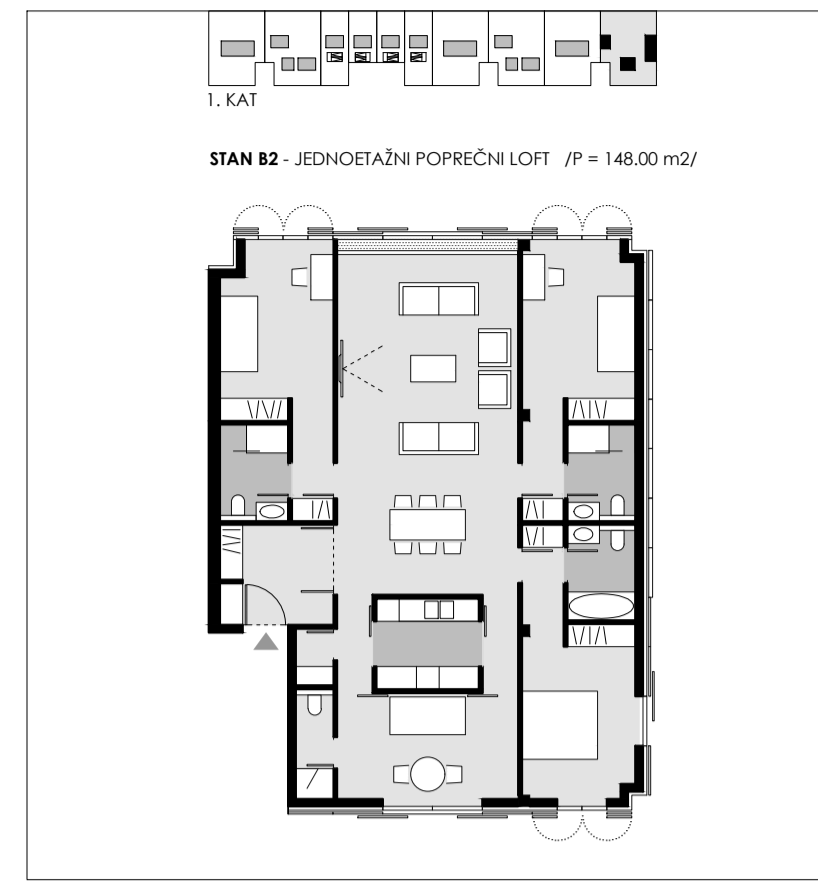 1. KAT
STAN B2 - JEDNOETAŽNI POPREČNI LOFT /P = 148.00 m2/